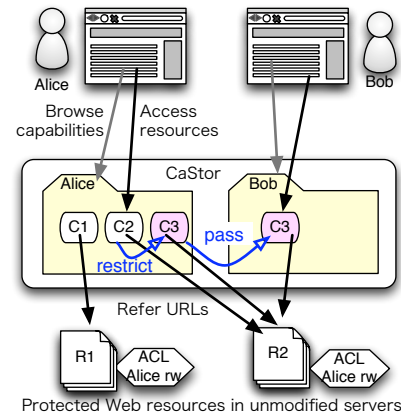 Alice
Bob
Browse
capabilities
Access
resources
CaStor
Alice
Bob
C1
C2
C3
C3
restrict
pass
Refer URLs
R1
ACL
Alice rw
R2
ACL
Alice rw
Protected Web resources in unmodified servers